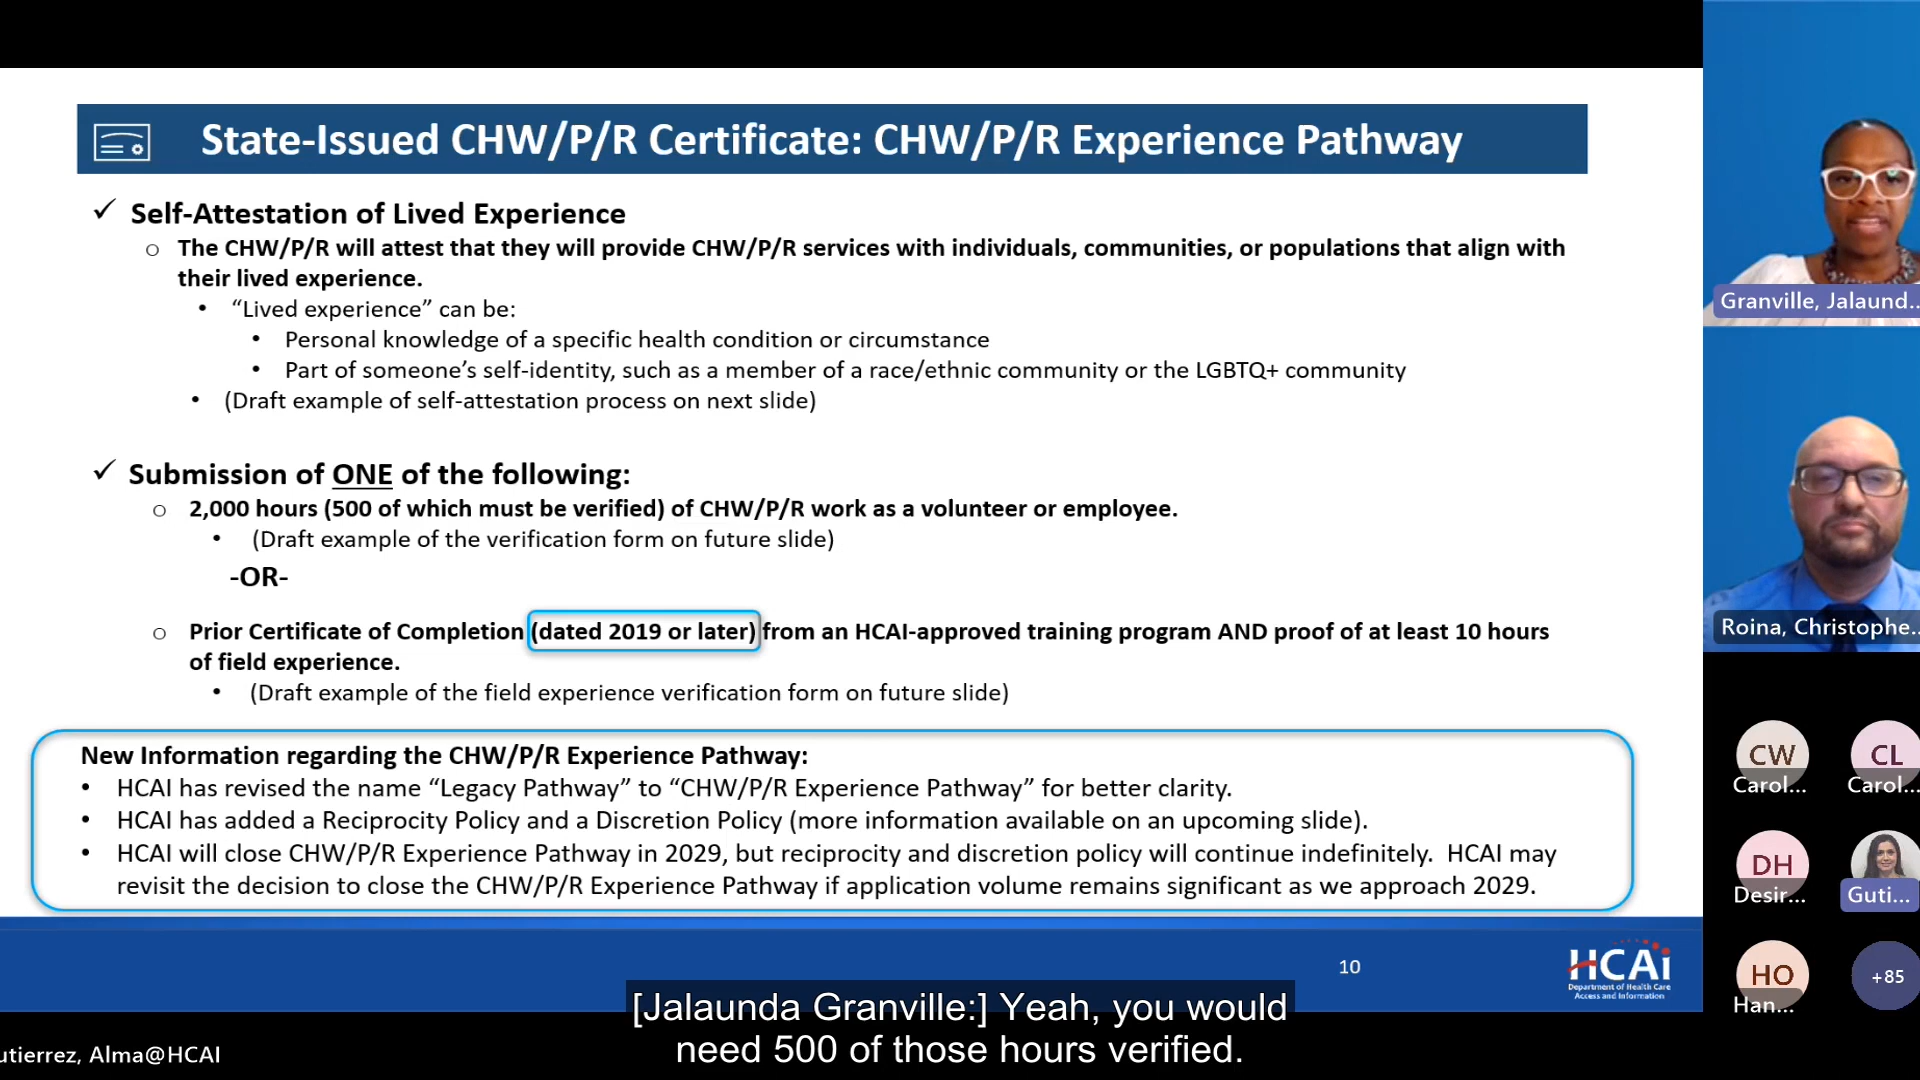 State-Issued CHW/P/R Certificate: CHW/P/R Experience Pathway
✓ Self-Attestation of Lived Experience
o The CHW/P/R will attest that they will provide CHW/P/R services with individuals, communities, or populations that align with
their lived experience.
• “Lived experience” can be:
• Personal knowledge of a specific health condition or circumstance
• Part of someone’s self-identity, such as a member of a race/ethnic community or the LGBTQ+ community
• (Draft example of self-attestation process on next slide)
✓ Submission of ONE of the following:
o 2,000 hours (500 of which must be verified) of CHW/P/R work as a volunteer or employee.
• (Draft example of the verification form on future slide)
-OR-
o Prior Certificate of Completion (dated 2019 or later) from an HCAI-approved training program AND proof of at least 10 hours
of field experience.
• (Draft example of the field experience verification form on future slide)
New Information regarding the CHW/P/R Experience Pathway:
• HCAI has revised the name “Legacy Pathway” to “CHW/P/R Experience Pathway” for better clarity.
• HCAI has added a Reciprocity Policy and a Discretion Policy (more information available on an upcoming slide).
• HCAI will close CHW/P/R Experience Pathway in 2029, but reciprocity and discretion policy will continue indefinitely. HCAI may
revisit the decision to close the CHW/P/R Experience Pathway if application volume remains significant as we approach 2029.
10
HCAi
Department of Health Care
Access and Information
[Jalaunda Granville:] Yeah, you would
need 500 of those hours verified.
utierrez, Alma@HCAI
Granville, Jalaund...
Roina, Christophe...
CW
Carol...
CL
Carol...
DH
Desir...
Guti...
HO
Han...
+85